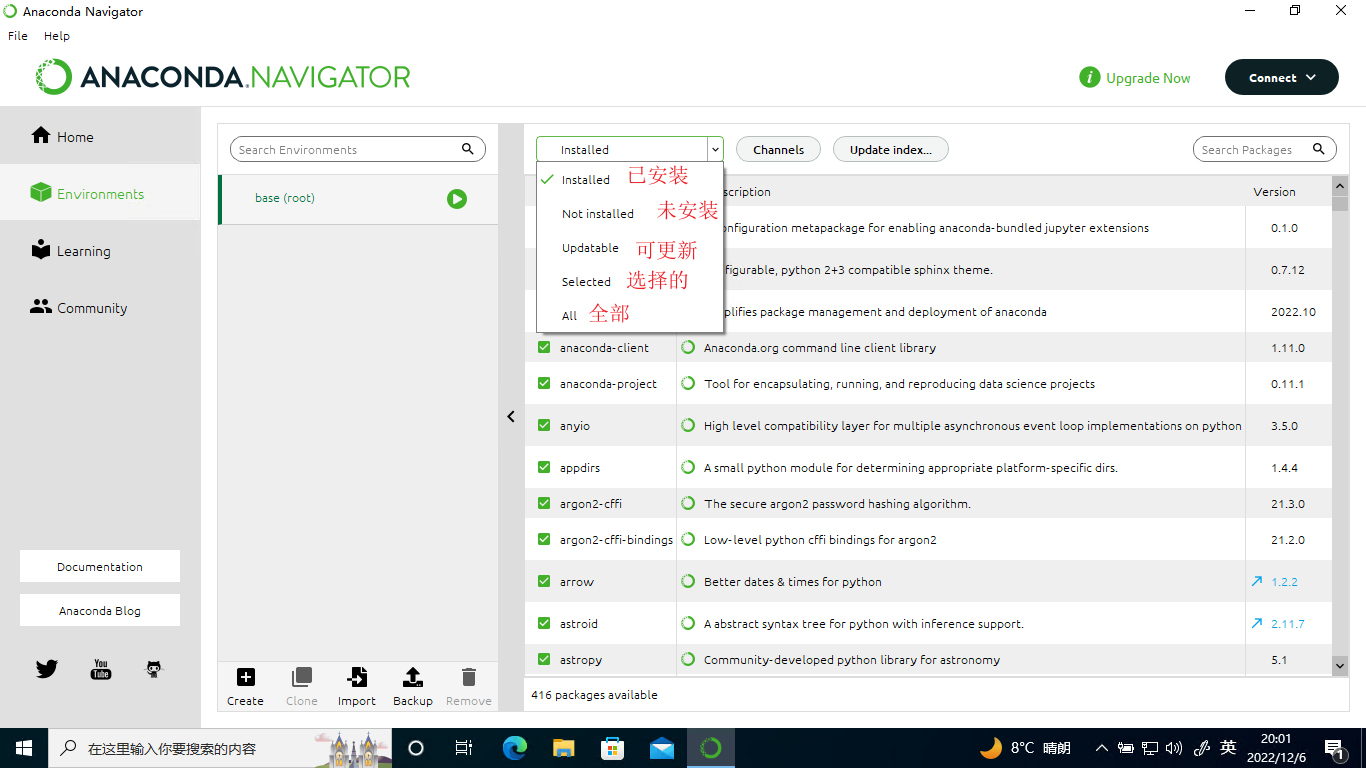 Anaconda Navigator
File Help
ANACONDA.NAVIGATOR
Upgrade Now
Connect
Home
Environments
Learning
Community
Documentation
Anaconda Blog
You Tube
Search Environments
base (root)
Create Clone Import Backup Remove
Installed
Channels
Update index...
Search Packages
Installed 已安装
Not installed 未安装
Updatable 可更新
Selected 选择的
All 全部
scription Version
onfiguration metapackage for enabling anaconda-bundled jupyter extensions 0.1.0
figurable, python 2+3 compatible sphinx theme. 0.7.12
plifies package management and deployment of anaconda 2022.10
anaconda-client Anaconda.org command line client library 1.11.0
anaconda-project Tool for encapsulating, running, and reproducing data science projects 0.11.1
anyio High level compatibility layer for multiple asynchronous event loop implementations on python 3.5.0
appdirs A small python module for determining appropriate platform-specific dirs. 1.4.4
argon2-cffi The secure argon2 password hashing algorithm. 21.3.0
argon2-cffi-bindings Low-level python cffi bindings for argon2 21.2.0
arrow Better dates & times for python 1.2.2
astroid A abstract syntax tree for python with inference support. 2.11.7
astropy Community-developed python library for astronomy 5.1
416 packages available
在这里输入你要搜索的内容
8°C 晴朗
英
20:01
2022/12/6
1